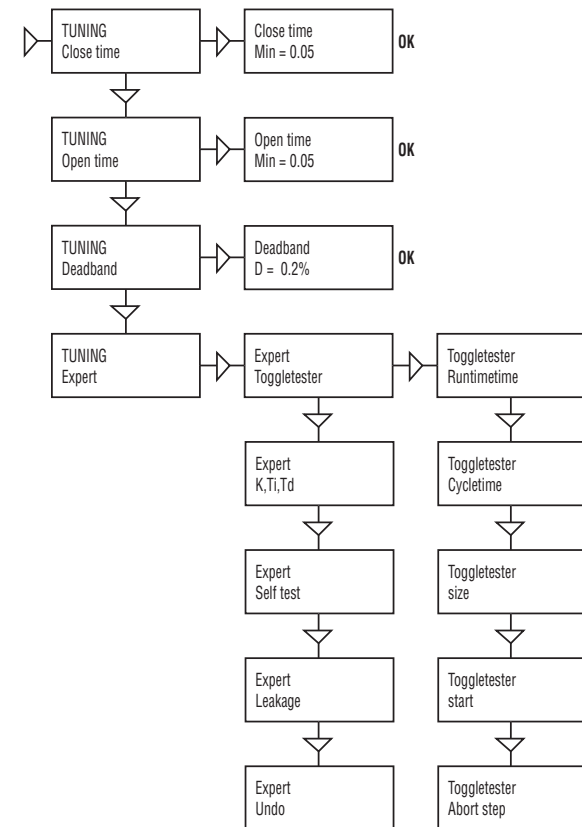 TUNING
Close time
Close time
Min = 0.05
OK
TUNING
Open time
Open time
Min = 0.05
OK
TUNING
Deadband
Deadband
D =  0.2%
OK
TUNING
Expert
Expert
Toggletester
Toggletester
Runtimetime
Expert
K,Ti,Td
Toggletester
Cycletime
Expert
Self test
Toggletester
size
Expert
Leakage
Toggletester
start
Expert
Undo
Toggletester
Abort step